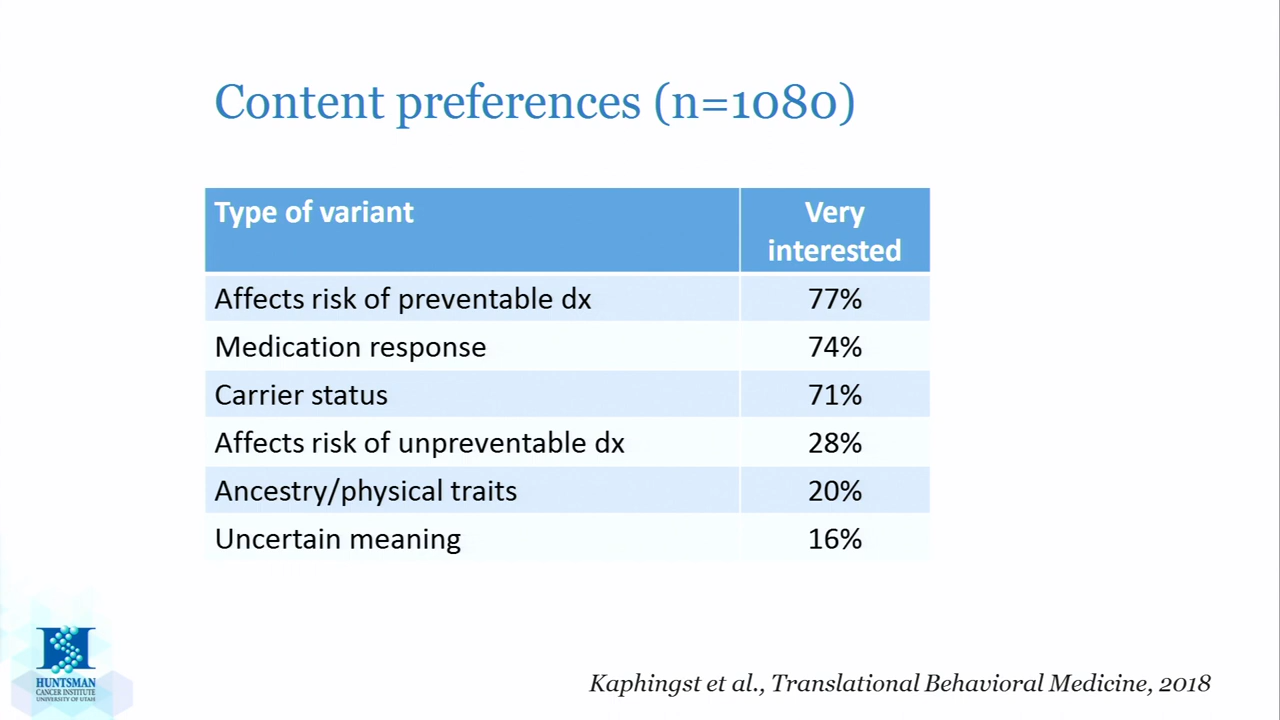 Content preferences (n=1080)
Type of variant
Very
interested
Affects risk of preventable dx 77%
Medication response 74%
Carrier status 71%
Affects risk of unpreventable dx 28%
Ancestry/physical traits 20%
Uncertain meaning 16%
HUNTSMAN
CANCER INSTITUTE
UNIVERSITY OF UTAH
Kaphingst et al., Translational Behavioral Medicine, 2018